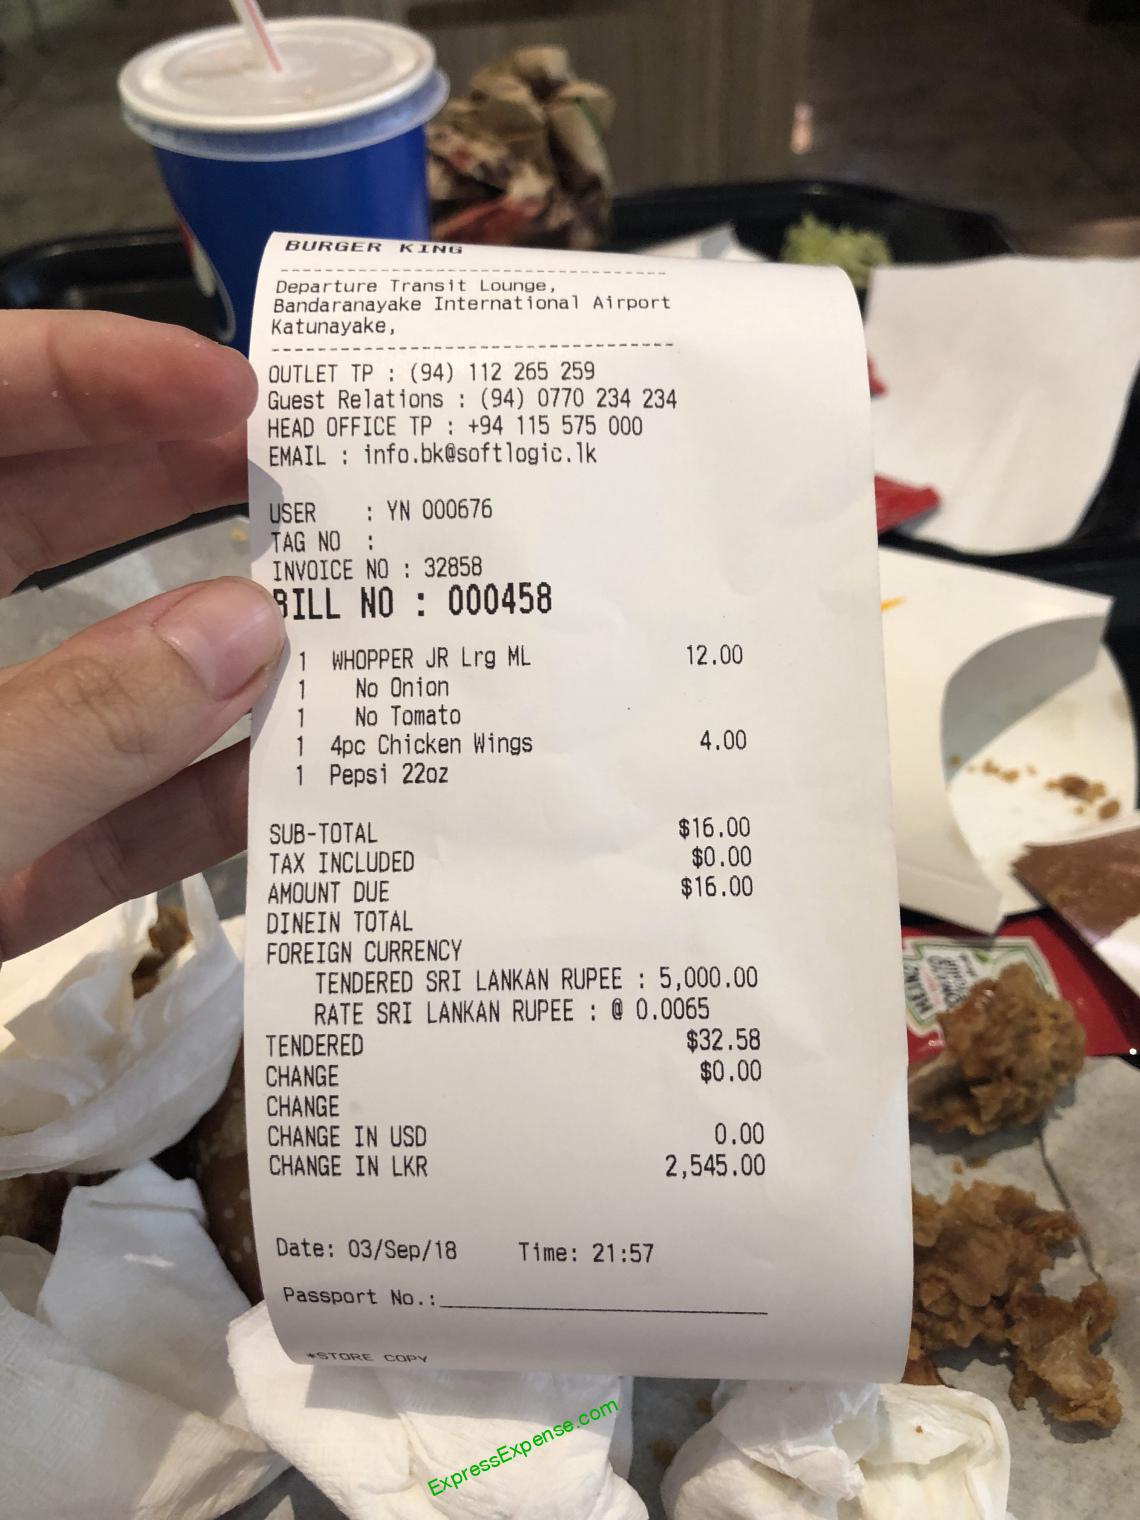 BURGER KING
--------------------------------
Departure Transit Lounge,
Bandaranayake International Airport
Katunayake,
--------------------------------
OUTLET TP : (94) 112 265 259
Guest Relations : (94) 0770 234 234
HEAD OFFICE TP : +94 115 575 000
EMAIL : info.bk@softlogic.lk
USER : YN 000676
TAG NO :
INVOICE NO : 32858
BILL NO : 000458
1 WHOPPER JR Lrg ML 12.00
1 No Onion
1 No Tomato
1 4pc Chicken Wings 4.00
1 Pepsi 22oz
SUB-TOTAL $16.00
TAX INCLUDED $0.00
AMOUNT DUE $16.00
DINEIN TOTAL
FOREIGN CURRENCY
TENDERED SRI LANKAN RUPEE : 5,000.00
RATE SRI LANKAN RUPEE : @ 0.0065
TENDERED $32.58
CHANGE $0.00
CHANGE
CHANGE IN USD 0.00
CHANGE IN LKR 2,545.00
Date: 03/Sep/18 Time: 21:57
Passport No.:____________________
*STORE COPY
HEINZ
ExpressExpense.com